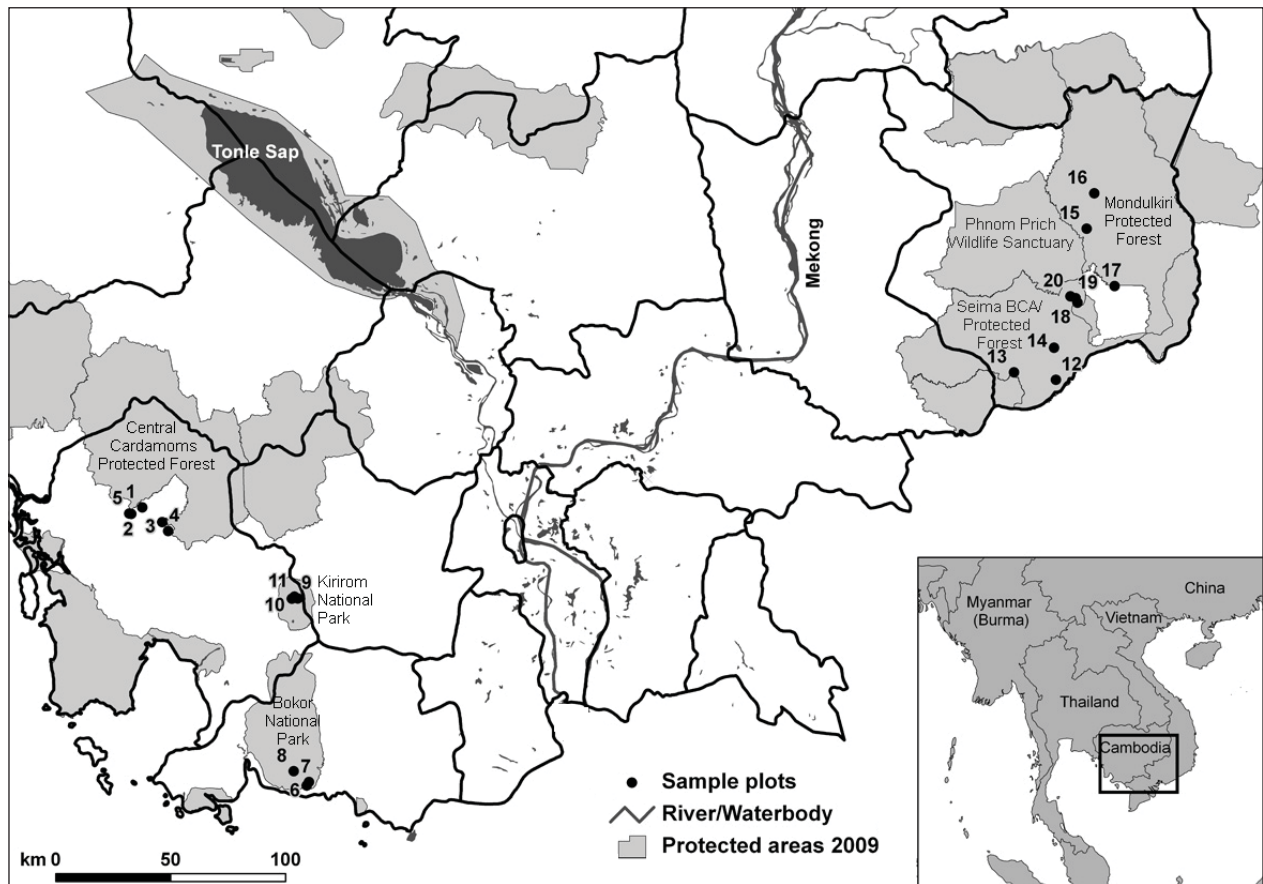 Tonle Sap
Mekong
16
Mondulkiri
Protected
Forest
15
Phnom Prich
Wildlife Sanctuary
17
20
19
18
Seima BCA/
Protected
Forest
14
13
12
Central
Cardamoms
Protected Forest
5
1
2
3
4
11
9
10
Kirirom
National
Park
Bokor
National
Park
8
7
6
Sample plots
River/Waterbody
Protected areas 2009
km 0
50
100
China
Myanmar
(Burma)
Vietnam
Thailand
Cambodia